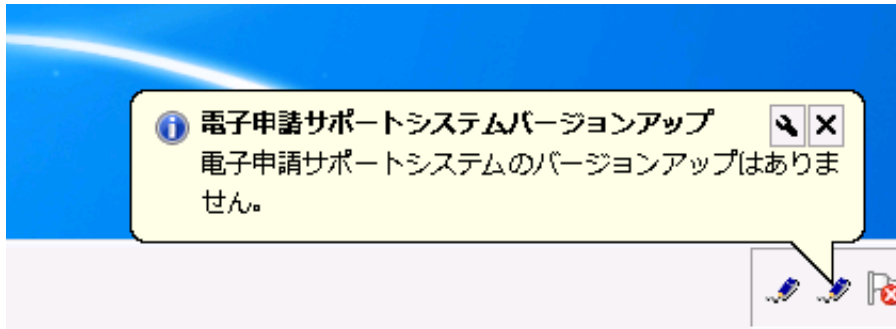 電子申請サポートシステムバージョンアップ
電子申請サポートシステムのバージョンアップはありま
せん。